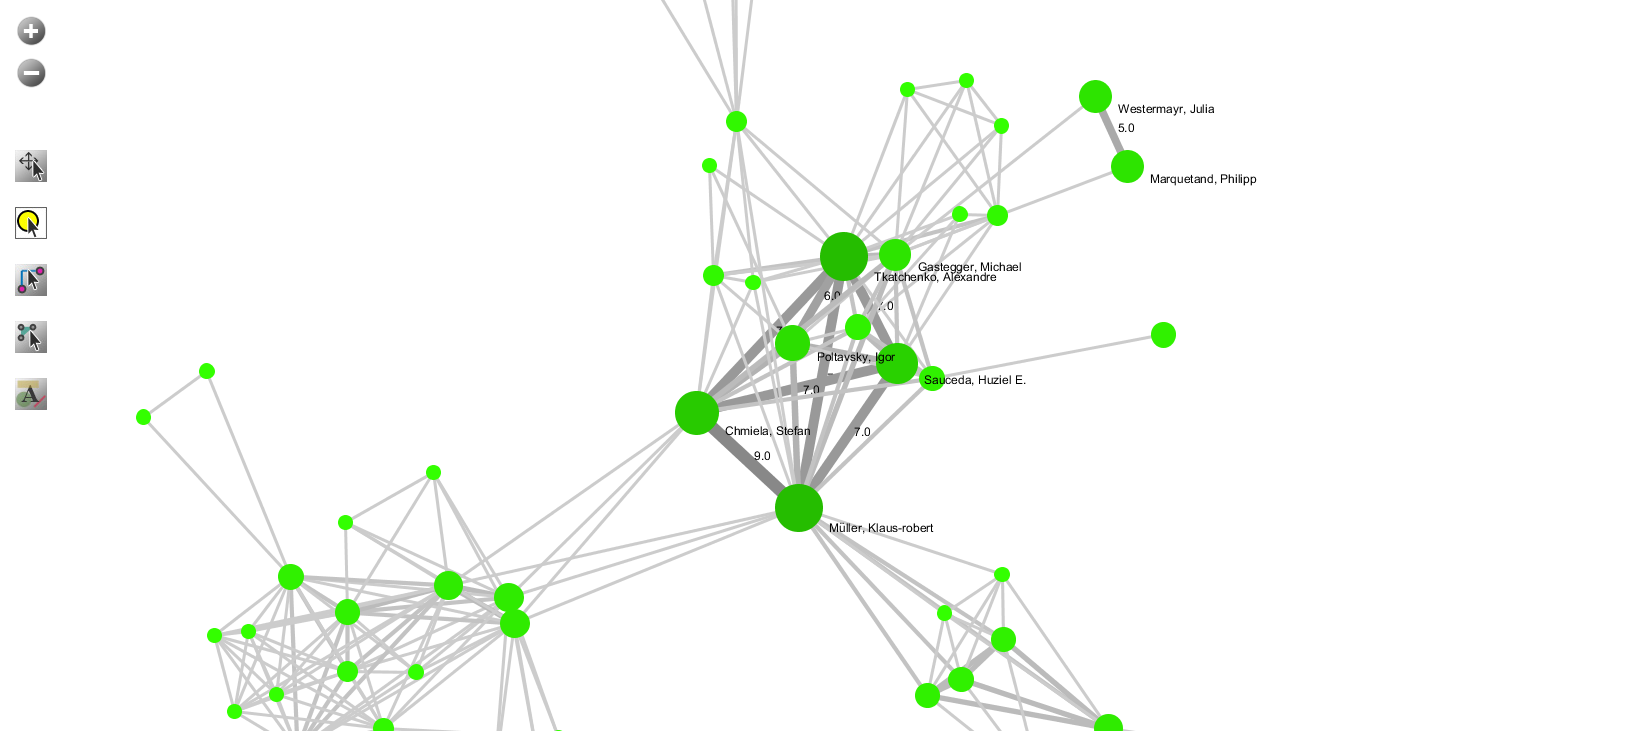 Westermayr, Julia
5.0
Marquetand, Philipp
Gastegger, Michael
Tkatchenko, Alexandre
6.0
Poltavsky, Igor
Sauceda, Huziel E.
7.0
Chmiela, Stefan
7.0
9.0
Müller, Klaus-robert
A